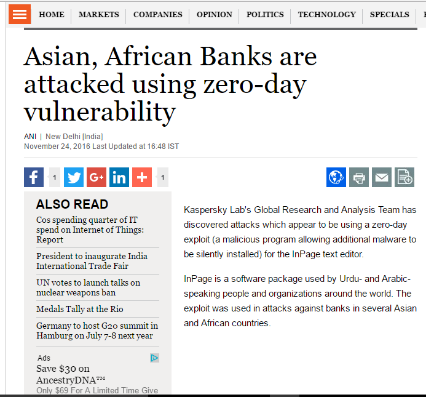 HOME MARKETS COMPANIES OPINION POLITICS TECHNOLOGY SPECIALS
Asian, African Banks are
attacked using zero-day
vulnerability
ANI | New Delhi [India]
November 24, 2016 Last Updated at 16:48 IST
f 1 G+ in + 1
ALSO READ
Cos spending quarter of IT
spend on Internet of Things:
Report
President to inaugurate India
International Trade Fair
UN votes to launch talks on
nuclear weapons ban
Medals Tally at the Rio
Germany to host G20 summit in
Hamburg on July 7-8 next year
Ads
Save $30 on
AncestryDNA™
Only $69 For A Limited Time Give
Kaspersky Lab's Global Research and Analysis Team has
discovered attacks which appear to be using a zero-day
exploit (a malicious program allowing additional malware to
be silently installed) for the InPage text editor.
InPage is a software package used by Urdu- and Arabic-
speaking people and organizations around the world. The
exploit was used in attacks against banks in several Asian
and African countries.